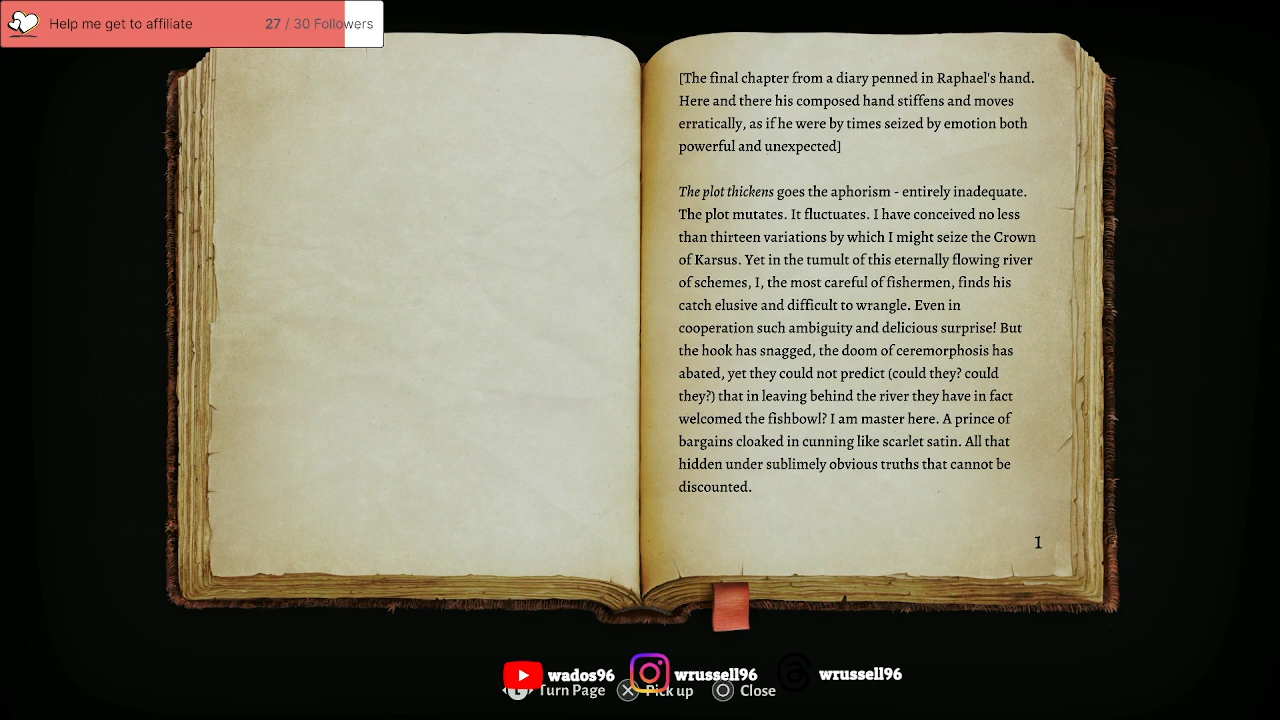 Help me get to affiliate 27 / 30 Followers
[The final chapter from a diary penned in Raphael's hand.
Here and there his composed hand stiffens and moves
erratically, as if he were by times seized by emotion both
powerful and unexpected]
The plot thickens goes the aphorism - entirely inadequate.
The plot mutates. It fluctuates. I have conceived no less
than thirteen variations by which I might seize the Crown
of Karsus. Yet in the tumult of this eternally flowing river
of schemes, I, the most careful of fishermen, finds his
catch elusive and difficult to wrangle. Even in
cooperation such ambiguity and delicious surprise! But
the hook has snagged, the doom of ceremorphosis has
abated, yet they could not predict (could they? could
they?) that in leaving behind the river they have in fact
welcomed the fishbowl? I am master here. A prince of
bargains cloaked in cunning like scarlet satin. All that
hidden under sublimely obvious truths that cannot be
discounted.
1
wados96 wrussell96 wrussell96
L Turn Page Pick up Close